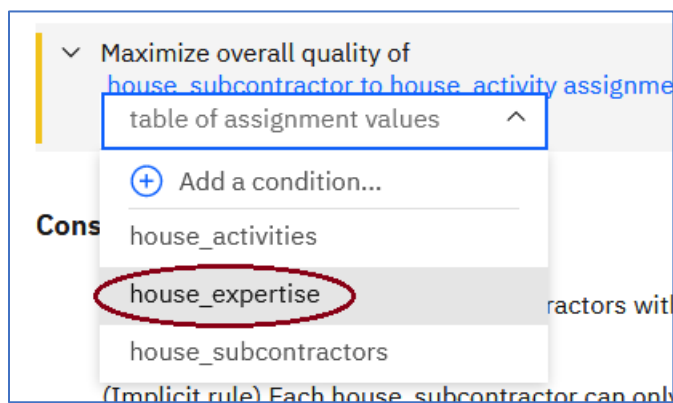 Maximize overall quality of
house_subcontractor to house_activity assignme
table of assignment values
Add a condition...
Cons
house_activities
house_expertise
ractors with
house_subcontractors
(Implicit rule) Each house_subcontractor can only